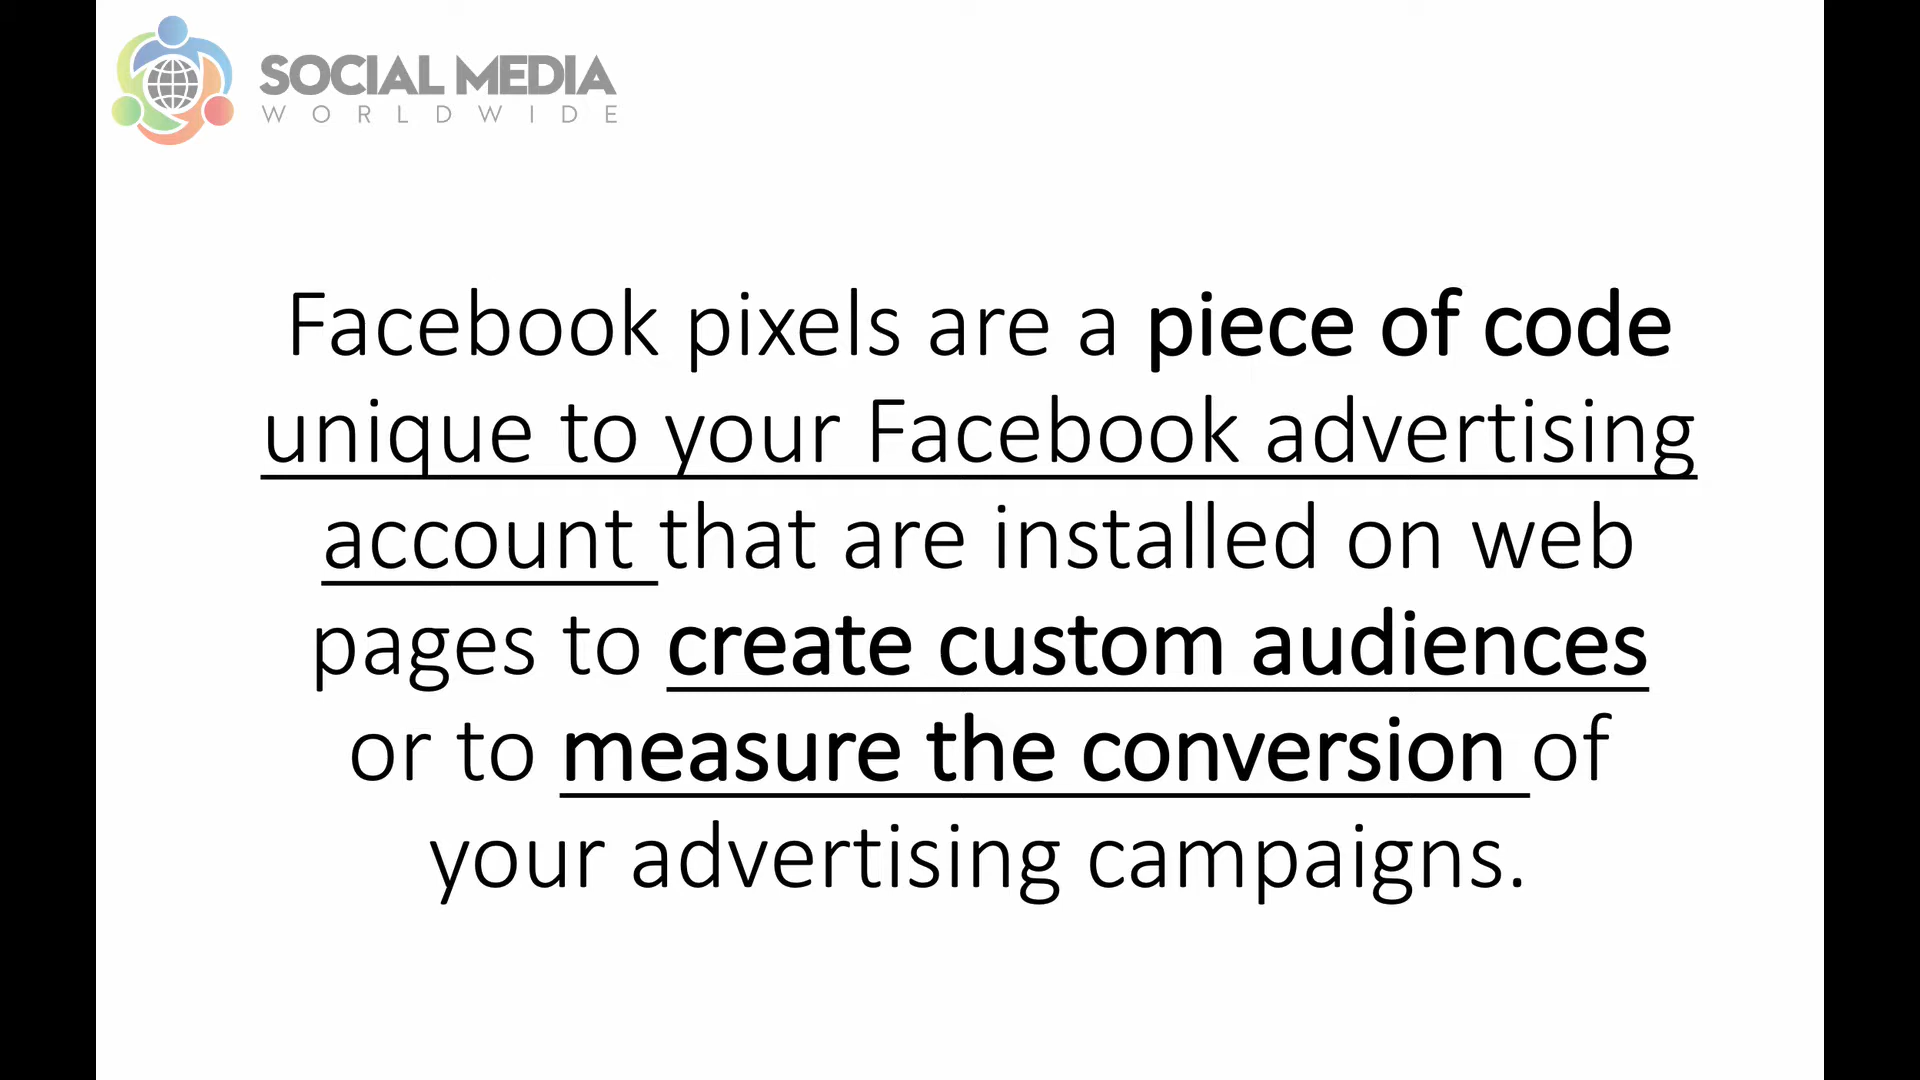 SOCIAL MEDIA
WORLDWIDE
Facebook pixels are a piece of code
unique to your Facebook advertising
account that are installed on web
pages to create custom audiences
or to measure the conversion of
your advertising campaigns.